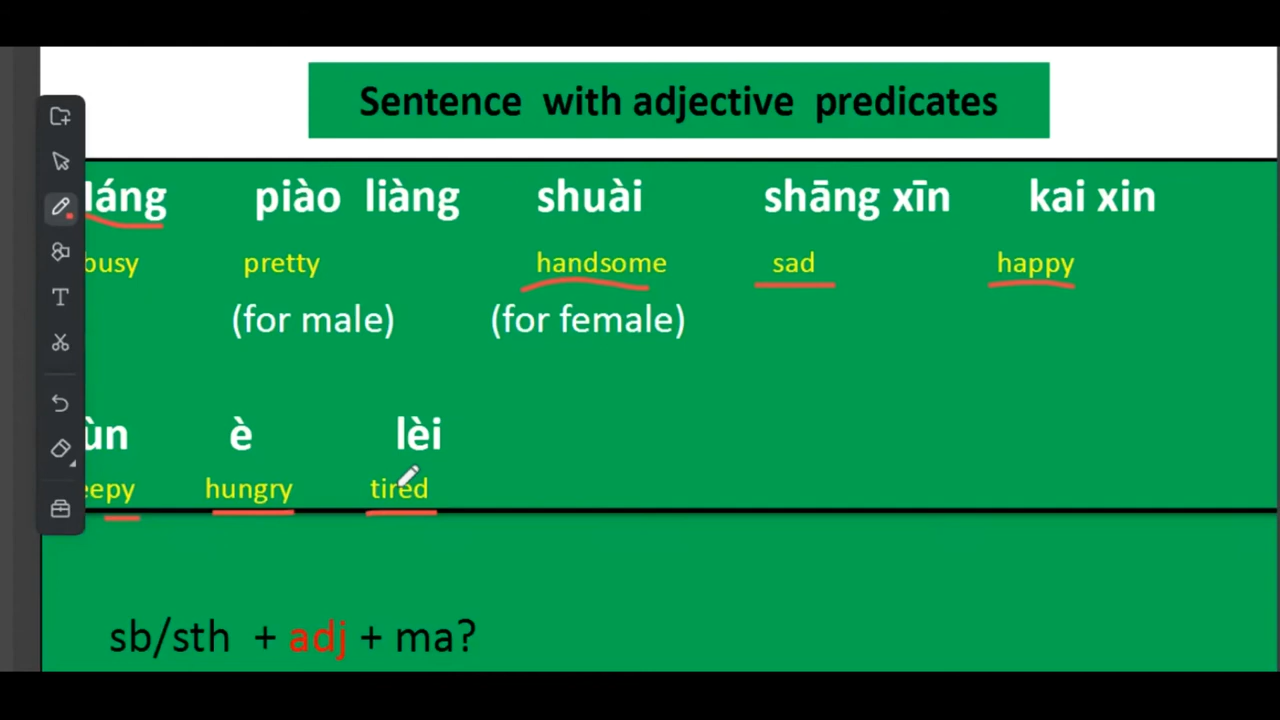 Sentence with adjective predicates
piào liàng shuài shāng xīn kai xin
busy pretty handsome sad happy
(for male) (for female)
è lèi
hungry tired
sb/sth + adj + ma?
T